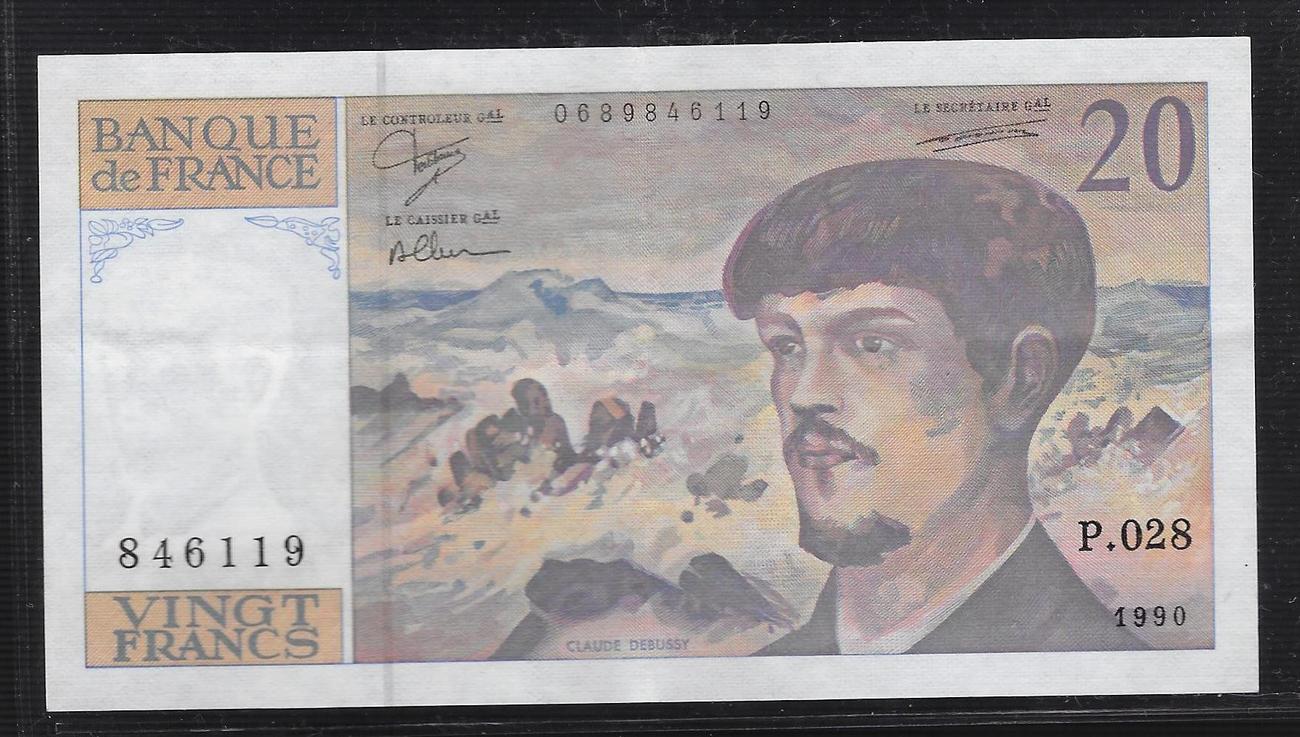 BANQUE
de FRANCE
LE CONTROLEUR GAL
0689846119
LE SECRÉTAIRE GAL
20
LE CAISSIER GAL
846119
P.028
VINGT
FRANCS
1990
CLAUDE DEBUSSY